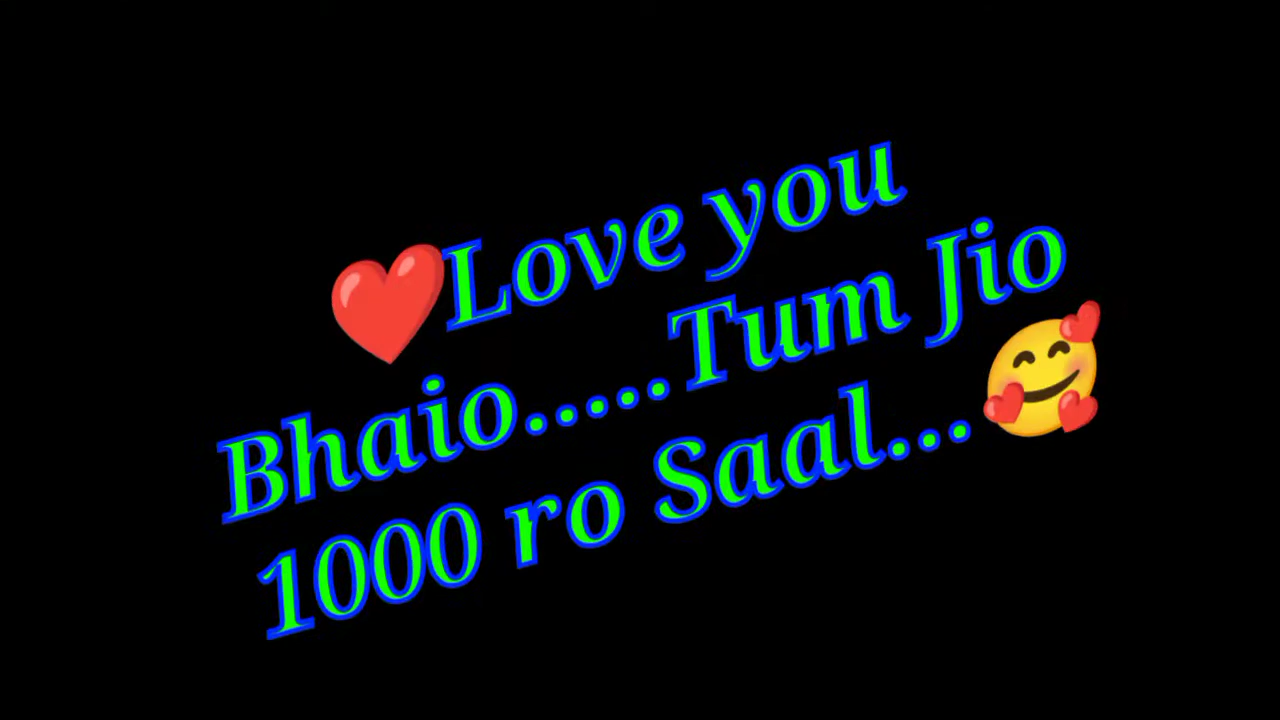 ❤️Love you
Bhaio.....Tum Jio
1000 ro Saal...🥰